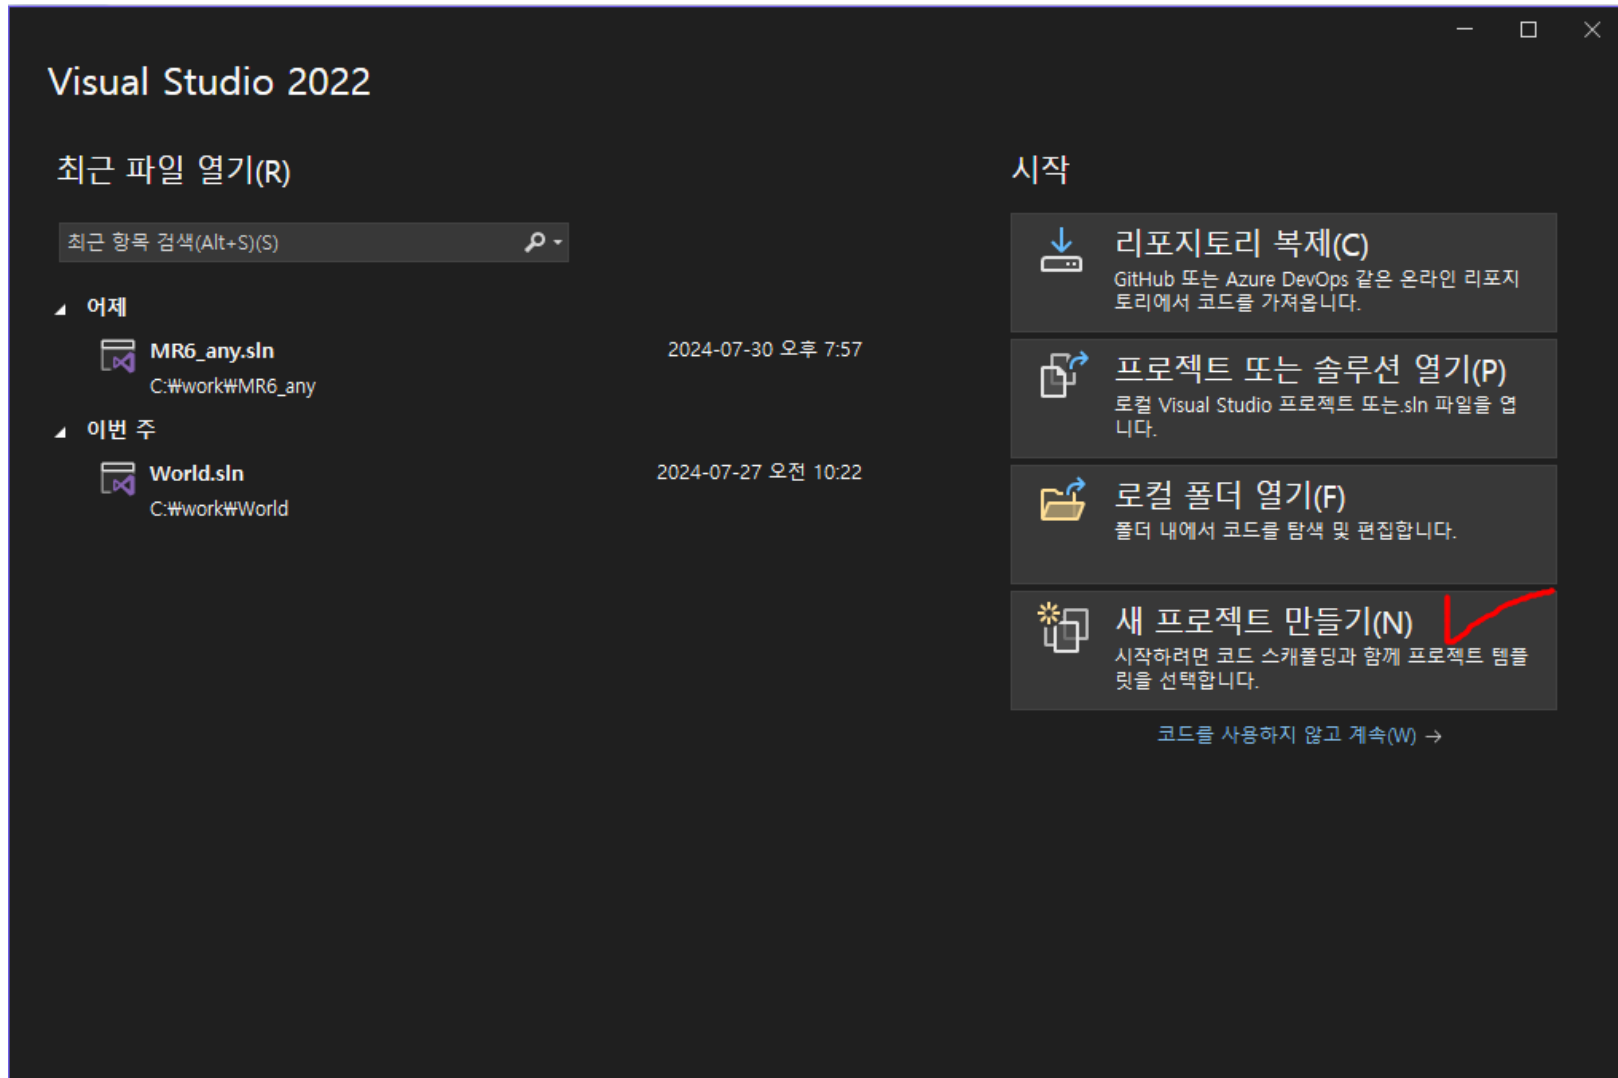 Visual Studio 2022
최근 파일 열기(R)
최근 항목 검색(Alt+S)(S)
어제
MR6_any.sln
2024-07-30 오후 7:57
C:₩work₩MR6_any
이번 주
World.sln
2024-07-27 오전 10:22
C:₩work₩World
시작
리포지토리 복제(C)
GitHub 또는 Azure DevOps 같은 온라인 리포지
토리에서 코드를 가져옵니다.
프로젝트 또는 솔루션 열기(P)
로컬 Visual Studio 프로젝트 또는.sln 파일을 엽
니다.
로컬 폴더 열기(F)
폴더 내에서 코드를 탐색 및 편집합니다.
새 프로젝트 만들기(N)
시작하려면 코드 스캐폴딩과 함께 프로젝트 템플
릿을 선택합니다.
코드를 사용하지 않고 계속(W) →